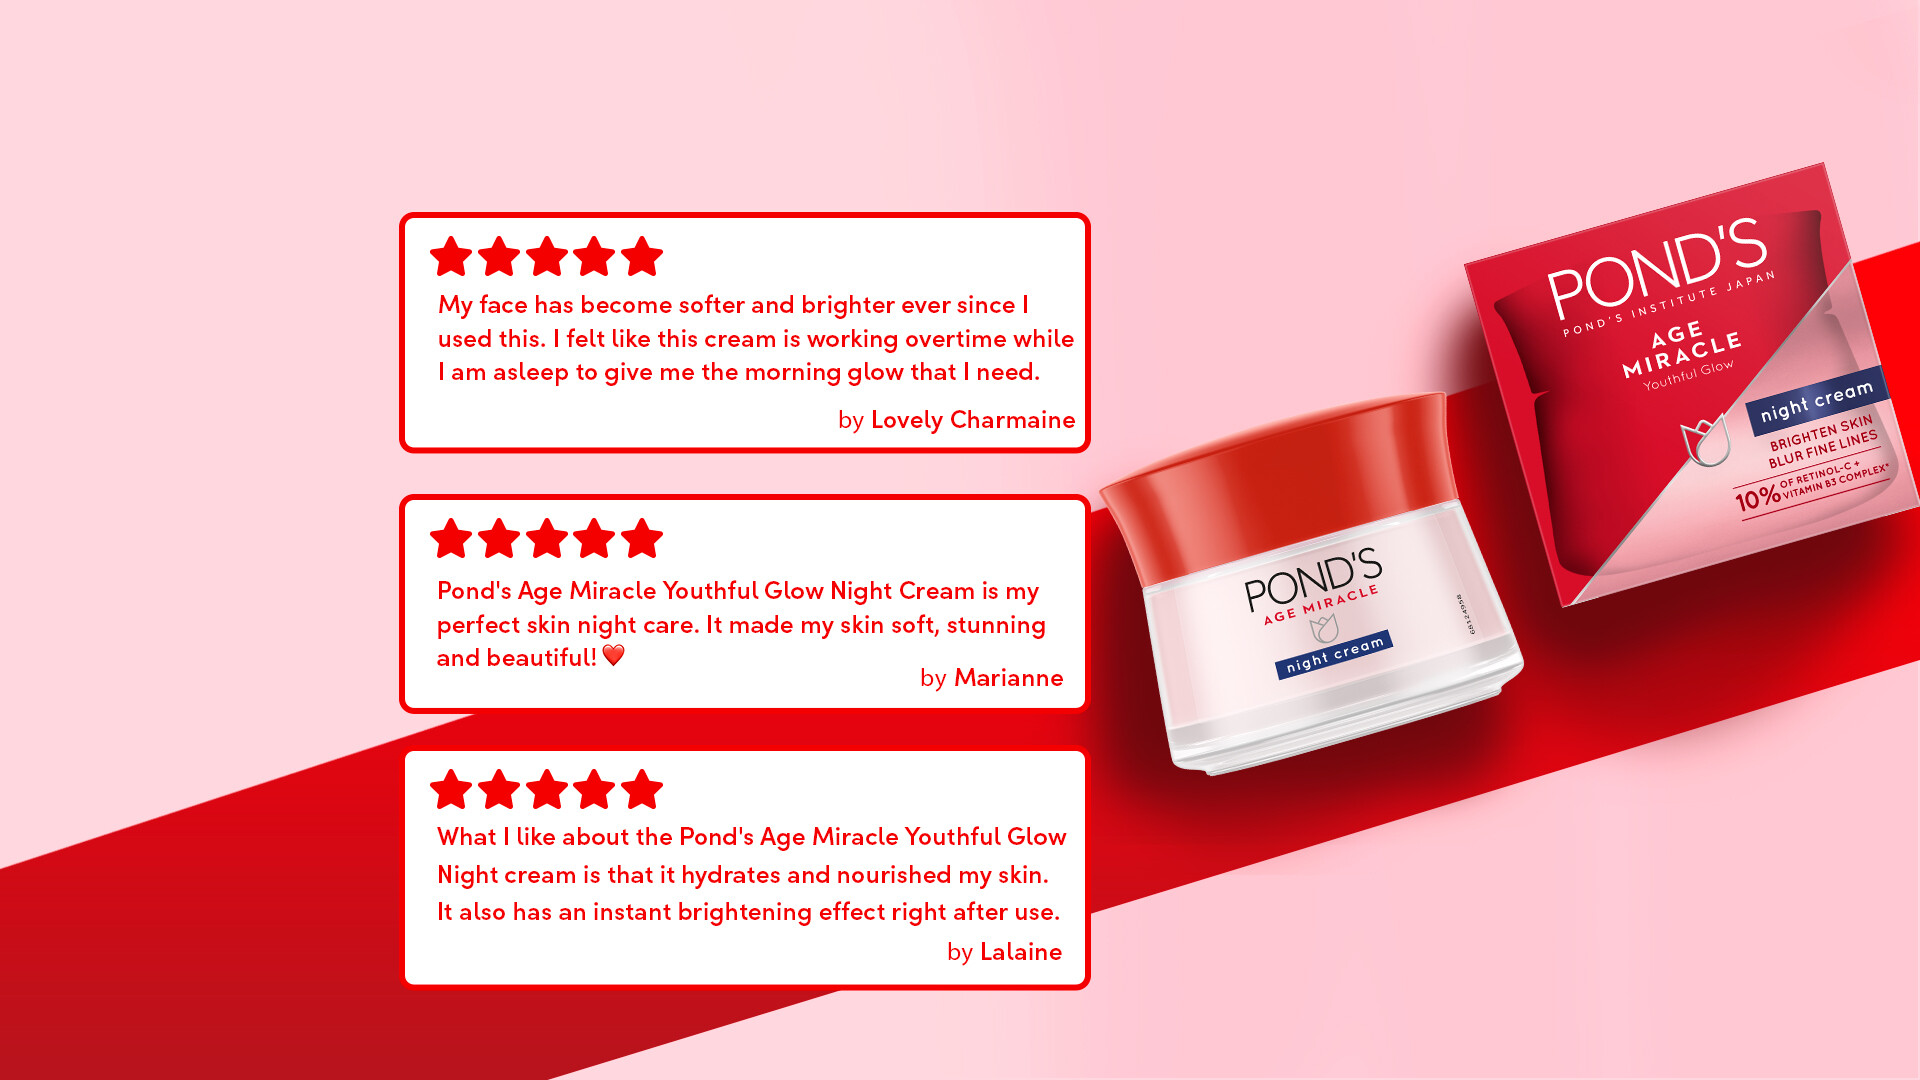 My face has become softer and brighter ever since I
used this. I felt like this cream is working overtime while
I am asleep to give me the morning glow that I need.
by Lovely Charmaine
Pond's Age Miracle Youthful Glow Night Cream is my
perfect skin night care. It made my skin soft, stunning
and beautiful! ❤️
by Marianne
What I like about the Pond's Age Miracle Youthful Glow
Night cream is that it hydrates and nourished my skin.
It also has an instant brightening effect right after use.
by Lalaine
POND'S
AGE MIRACLE
night cream
68124958
POND'S
POND'S INSTITUTE JAPAN
AGE
MIRACLE
Youthful Glow
night cream
BRIGHTEN SKIN
BLUR FINE LINES
10% OF RETINOL-C +
VITAMIN B3 COMPLEX*